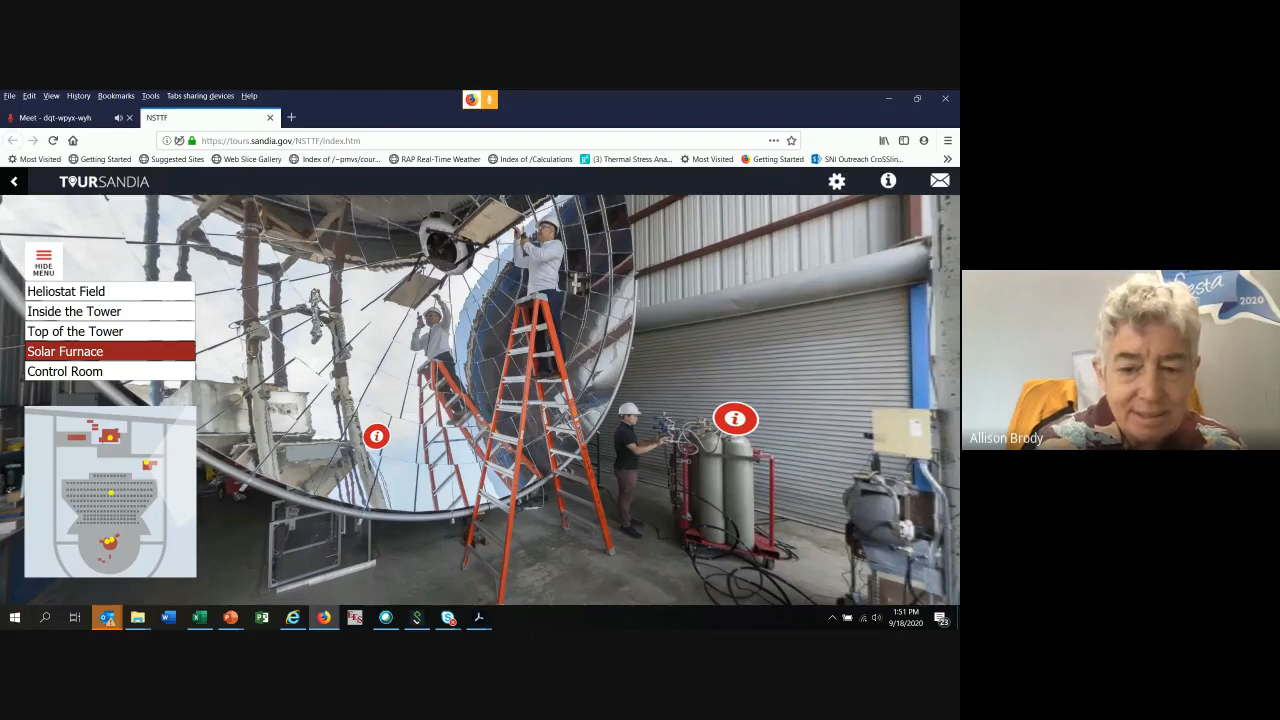 File Edit View History Bookmarks Tools Tabs sharing devices Help
Meet - dqt-wpyx-wyh
NSTTF
https://tours.sandia.gov/NSTTF/index.htm
Most Visited Getting Started Suggested Sites Web Slice Gallery Index of /~pmvs/cour... RAP Real-Time Weather Index of /Calculations (3) Thermal Stress Ana... Most Visited Getting Started SNI Outreach CroSSlin...
TOURSANDIA
HIDE
MENU
Heliostat Field
Inside the Tower
Top of the Tower
Solar Furnace
Control Room
esta
2020
Allison Brody
1:51 PM
9/18/2020
23